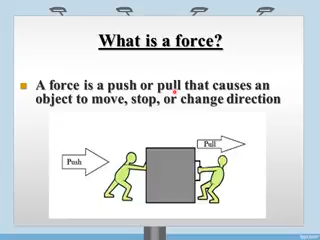 What is a force?
A force is a push or pull that causes an
object to move, stop, or change direction
Pull
Push